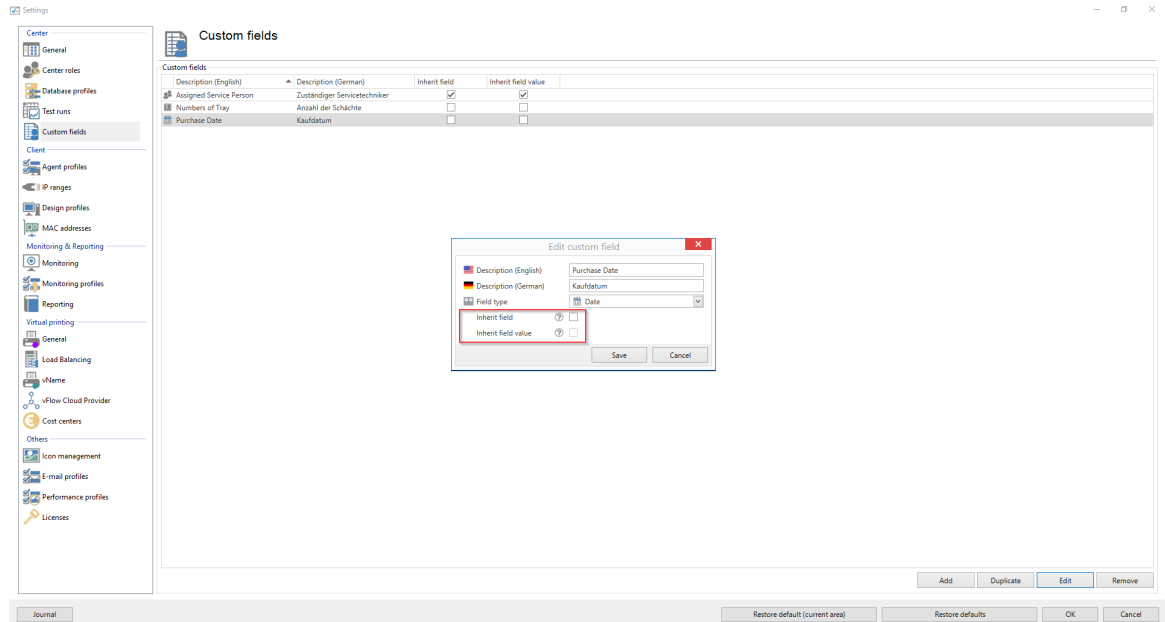 Settings
Center
General
Center roles
Database profiles
Test runs
Custom fields
Client
Agent profiles
IP ranges
Design profiles
MAC addresses
Monitoring & Reporting
Monitoring
Monitoring profiles
Reporting
Virtual printing
General
Load Balancing
vName
vFlow Cloud Provider
Cost centers
Others
Icon management
E-mail profiles
Performance profiles
Licenses
Custom fields
Custom fields
Description (English) Description (German) Inherit field Inherit field value
Assigned Service Person Zuständiger Servicetechniker
Numbers of Tray Anzahl der Schächte
Purchase Date Kaufdatum
Edit custom field
Description (English) Purchase Date
Description (German) Kaufdatum
Field type Date
Inherit field ?
Inherit field value ?
Save Cancel
Add Duplicate Edit Remove
Journal Restore default (current area) Restore defaults OK Cancel